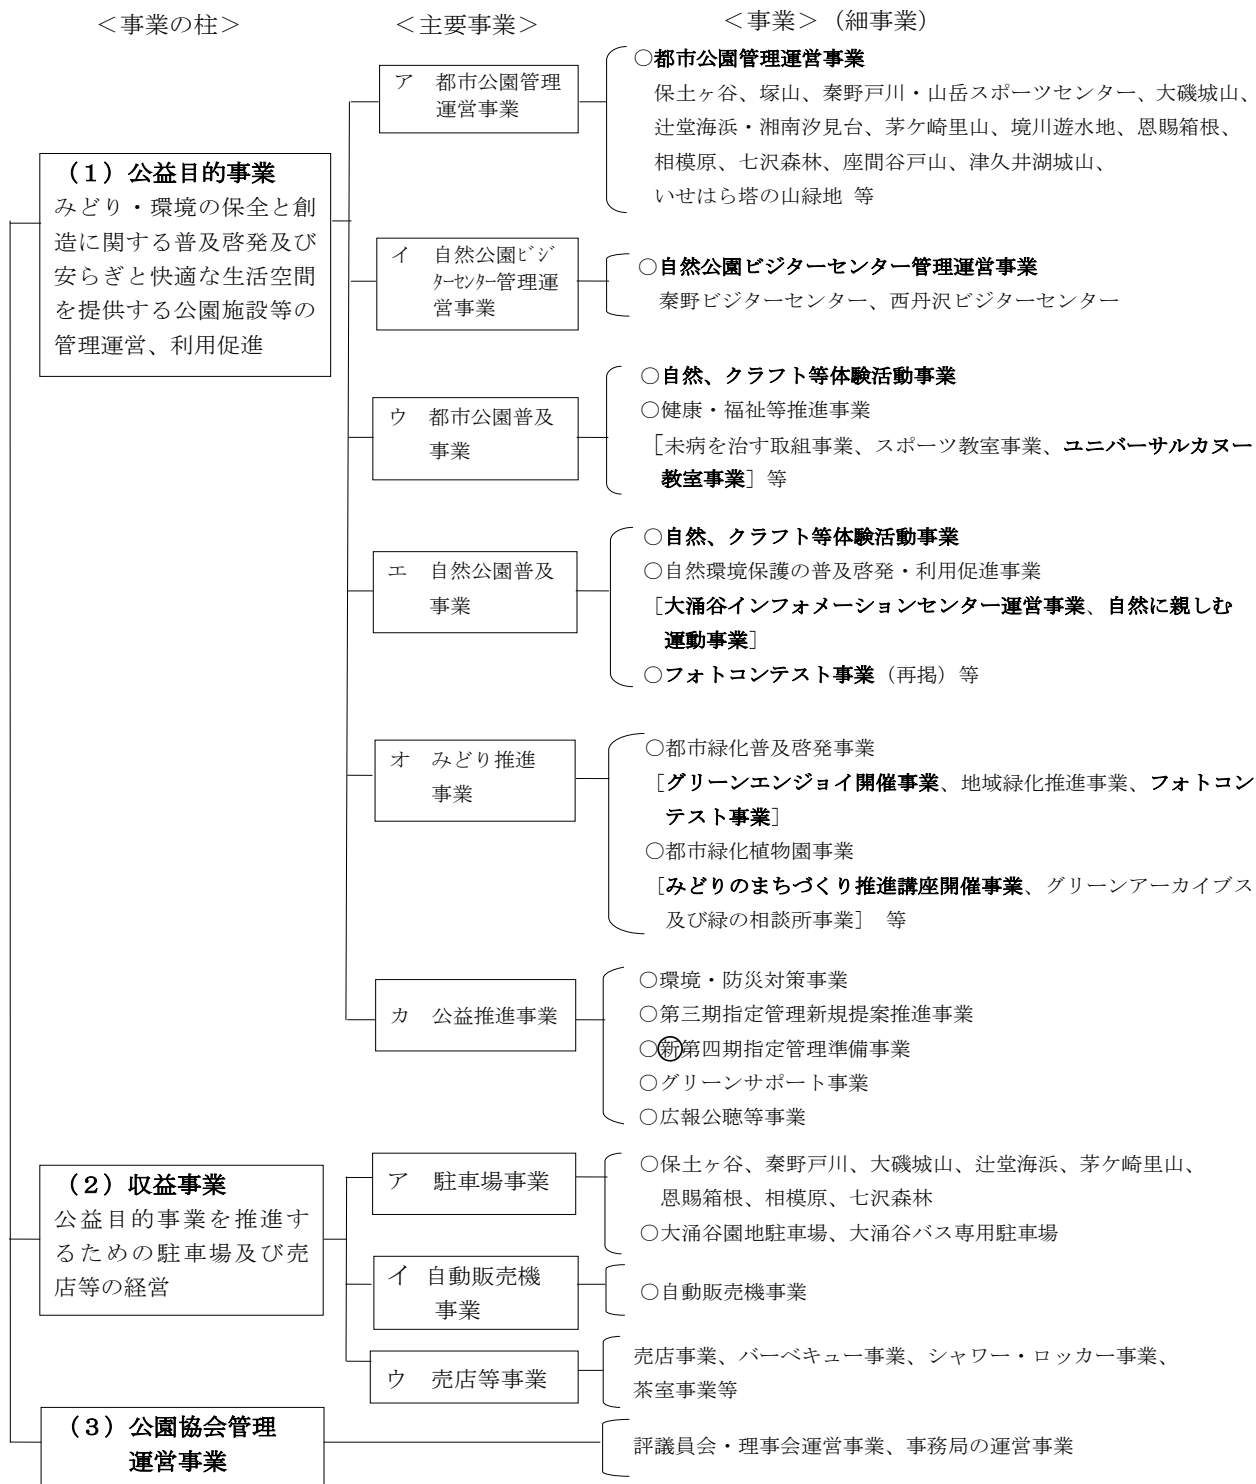 ＜事業の柱＞
＜主要事業＞
＜事業＞（細事業）
（１）公益目的事業
みどり・環境の保全と創
造に関する普及啓発及び
安らぎと快適な生活空間
を提供する公園施設等の
管理運営、利用促進
ア　都市公園管理
運営事業
○都市公園管理運営事業
保土ヶ谷、塚山、秦野戸川・山岳スポーツセンター、大磯城山、
辻堂海浜・湘南汐見台、茅ケ崎里山、境川遊水地、恩賜箱根、
相模原、七沢森林、座間谷戸山、津久井湖城山、
いせはら塔の山緑地 等
イ　自然公園ﾋﾞｼﾞ
ﾀｰｾﾝﾀｰ管理運
営事業
○自然公園ビジターセンター管理運営事業
秦野ビジターセンター、西丹沢ビジターセンター
ウ　都市公園普及
事業
○自然、クラフト等体験活動事業
○健康・福祉等推進事業
［未病を治す取組事業、スポーツ教室事業、ユニバーサルカヌー
教室事業］等
エ　自然公園普及
事業
○自然、クラフト等体験活動事業
○自然環境保護の普及啓発・利用促進事業
［大涌谷インフォメーションセンター運営事業、自然に親しむ
運動事業］
○フォトコンテスト事業（再掲）等
オ　みどり推進
事業
○都市緑化普及啓発事業
［グリーンエンジョイ開催事業、地域緑化推進事業、フォトコン
テスト事業］
○都市緑化植物園事業
［みどりのまちづくり推進講座開催事業、グリーンアーカイブス
及び緑の相談所事業］　等
カ　公益推進事業
○環境・防災対策事業
○第三期指定管理新規提案推進事業
○新第四期指定管理準備事業
○グリーンサポート事業
○広報公聴等事業
（２）収益事業
公益目的事業を推進す
るための駐車場及び売
店等の経営
ア　駐車場事業
○保土ヶ谷、秦野戸川、大磯城山、辻堂海浜、茅ケ崎里山、
恩賜箱根、相模原、七沢森林
○大涌谷園地駐車場、大涌谷バス専用駐車場
イ　自動販売機
事業
○自動販売機事業
ウ　売店等事業
売店事業、バーベキュー事業、シャワー・ロッカー事業、
茶室事業等
（３）公園協会管理
運営事業
評議員会・理事会運営事業、事務局の運営事業